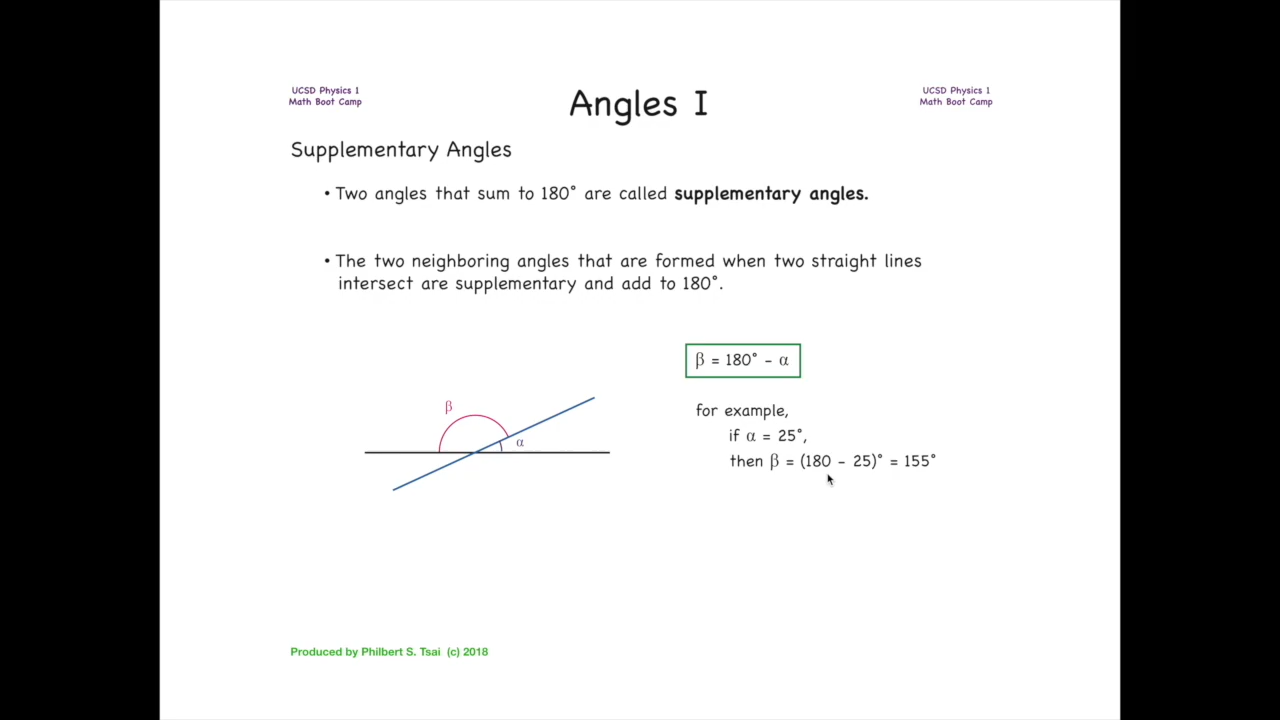 UCSD Physics 1
Math Boot Camp
Angles I
UCSD Physics 1
Math Boot Camp
Supplementary Angles
• Two angles that sum to 180° are called supplementary angles.
• The two neighboring angles that are formed when two straight lines
intersect are supplementary and add to 180°.
β = 180° – α
for example,
if α = 25°,
then β = (180 – 25)° = 155°
β
α
Produced by Philbert S. Tsai (c) 2018